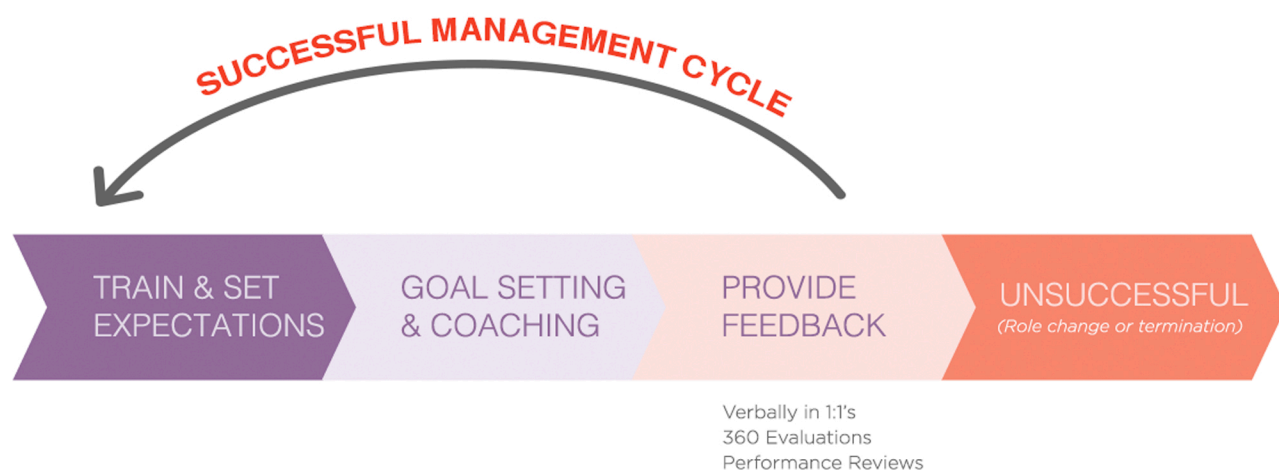 SUCCESSFUL MANAGEMENT CYCLE
TRAIN & SET
EXPECTATIONS
GOAL SETTING
& COACHING
PROVIDE
FEEDBACK
UNSUCCESSFUL
(Role change or termination)
Verbally in 1:1's
360 Evaluations
Performance Reviews